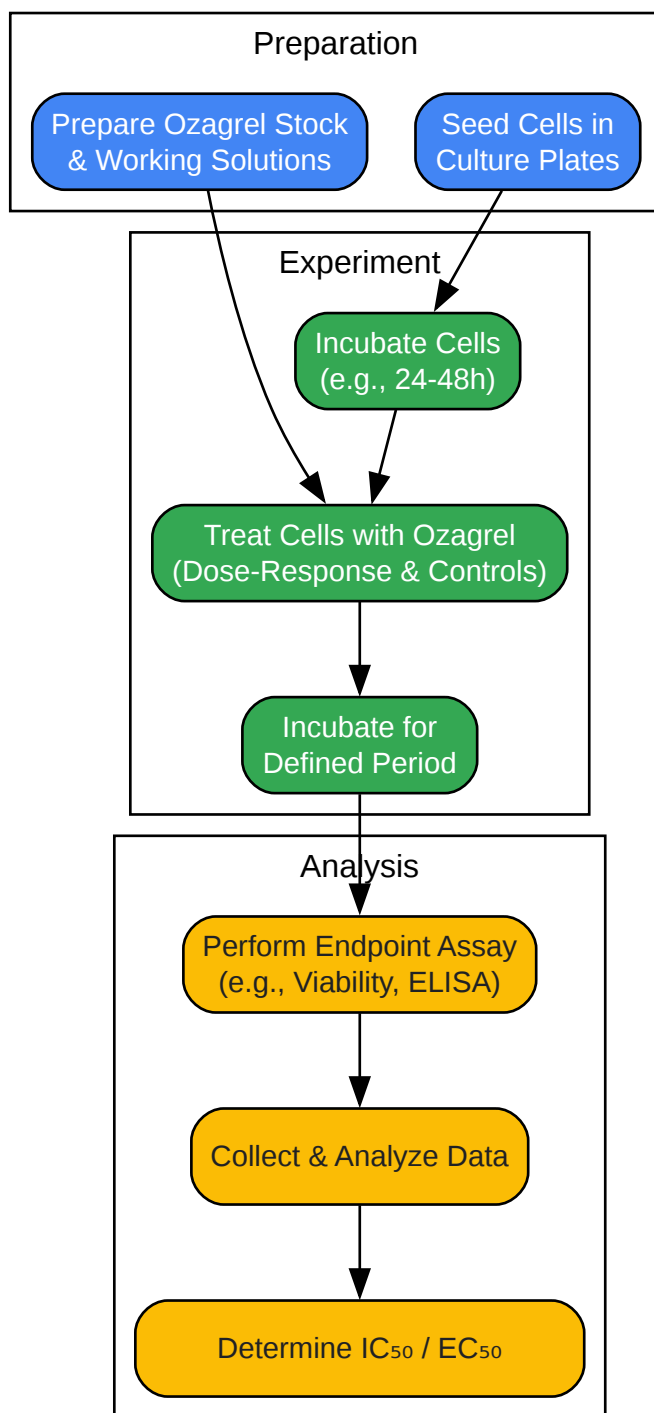 Preparation
Prepare Ozagrel Stock
& Working Solutions
Seed Cells in
Culture Plates
Experiment
Incubate Cells
(e.g., 24-48h)
Treat Cells with Ozagrel
(Dose-Response & Controls)
Incubate for
Defined Period
Analysis
Perform Endpoint Assay
(e.g., Viability, ELISA)
Collect & Analyze Data
Determine IC₅₀ / EC₅₀